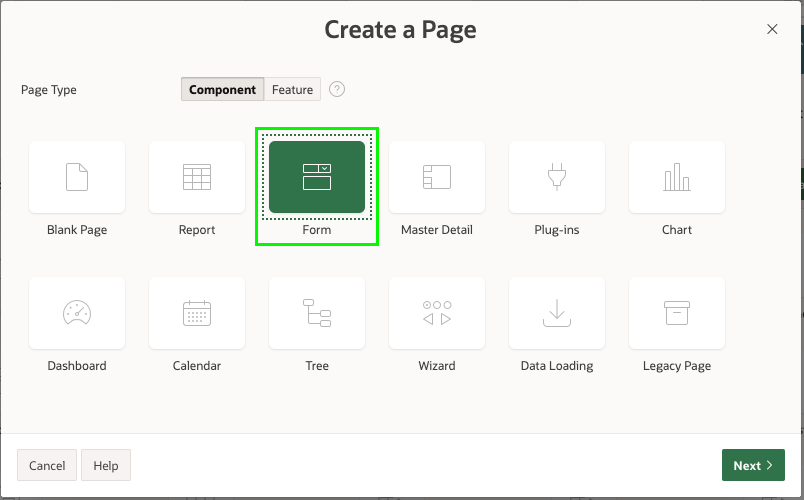 Create a Page
Page Type Component Feature ?
Blank Page Report Form Master Detail Plug-ins Chart
Dashboard Calendar Tree Wizard Data Loading Legacy Page
Cancel Help Next